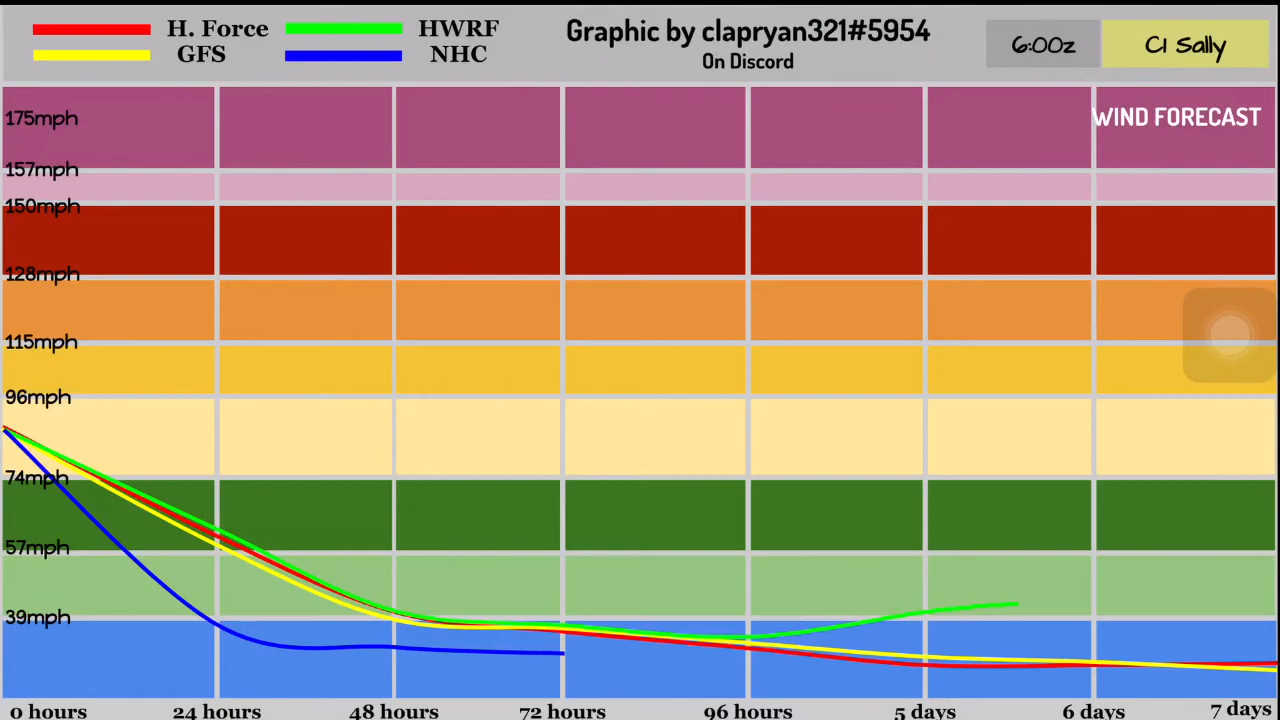 H. Force
HWRF
GFS
NHC
Graphic by clapryan321#5954
On Discord
6:00z
C1 Sally
WIND FORECAST
175mph
157mph
150mph
128mph
115mph
96mph
74mph
57mph
39mph
0 hours
24 hours
48 hours
72 hours
96 hours
5 days
6 days
7 days